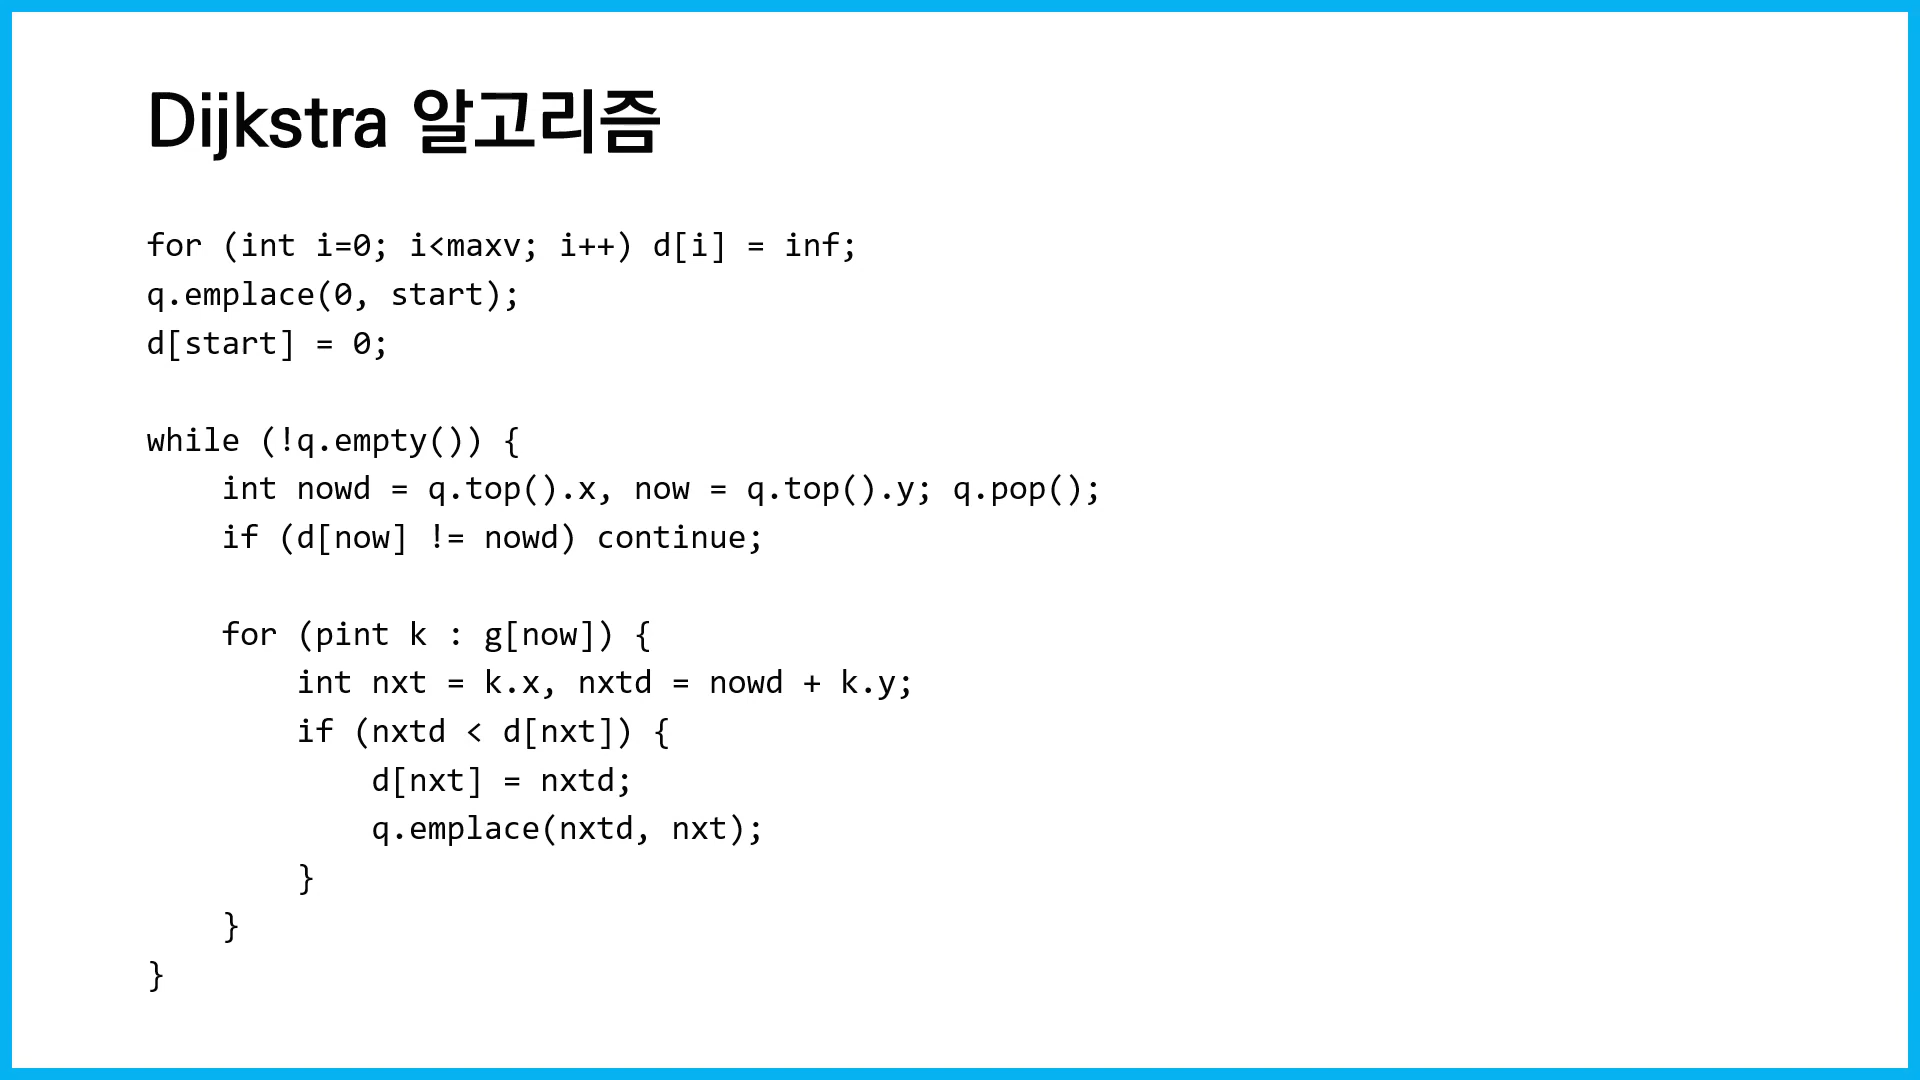 Dijkstra 알고리즘
for (int i=0; i<maxv; i++) d[i] = inf;
q.emplace(0, start);
d[start] = 0;
while (!q.empty()) {
    int nowd = q.top().x, now = q.top().y; q.pop();
    if (d[now] != nowd) continue;
    for (pint k : g[now]) {
        int nxt = k.x, nxtd = nowd + k.y;
        if (nxtd < d[nxt]) {
            d[nxt] = nxtd;
            q.emplace(nxtd, nxt);
        }
    }
}